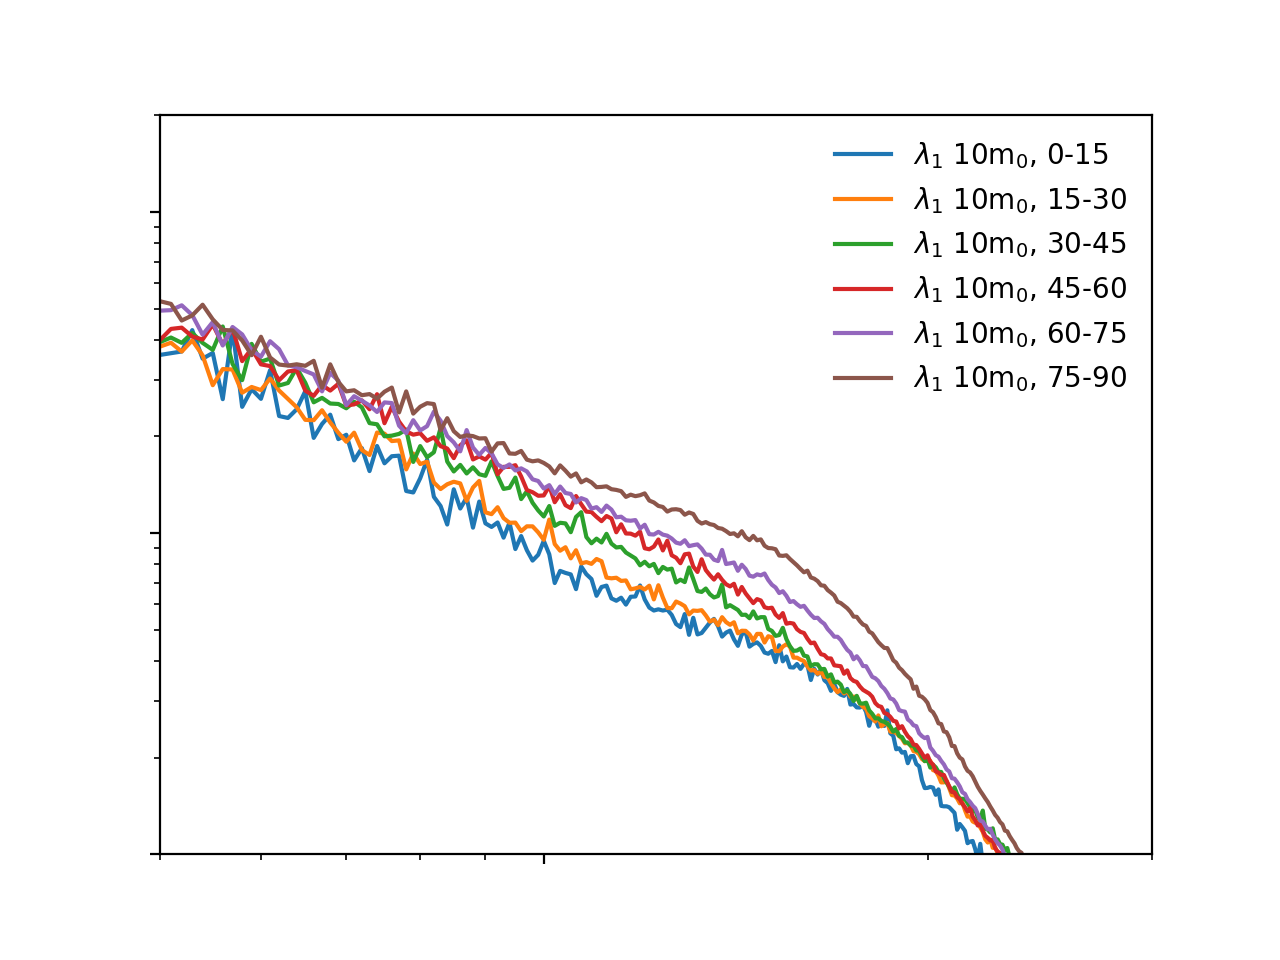 λ₁ 10m₀, 0-15
λ₁ 10m₀, 15-30
λ₁ 10m₀, 30-45
λ₁ 10m₀, 45-60
λ₁ 10m₀, 60-75
λ₁ 10m₀, 75-90